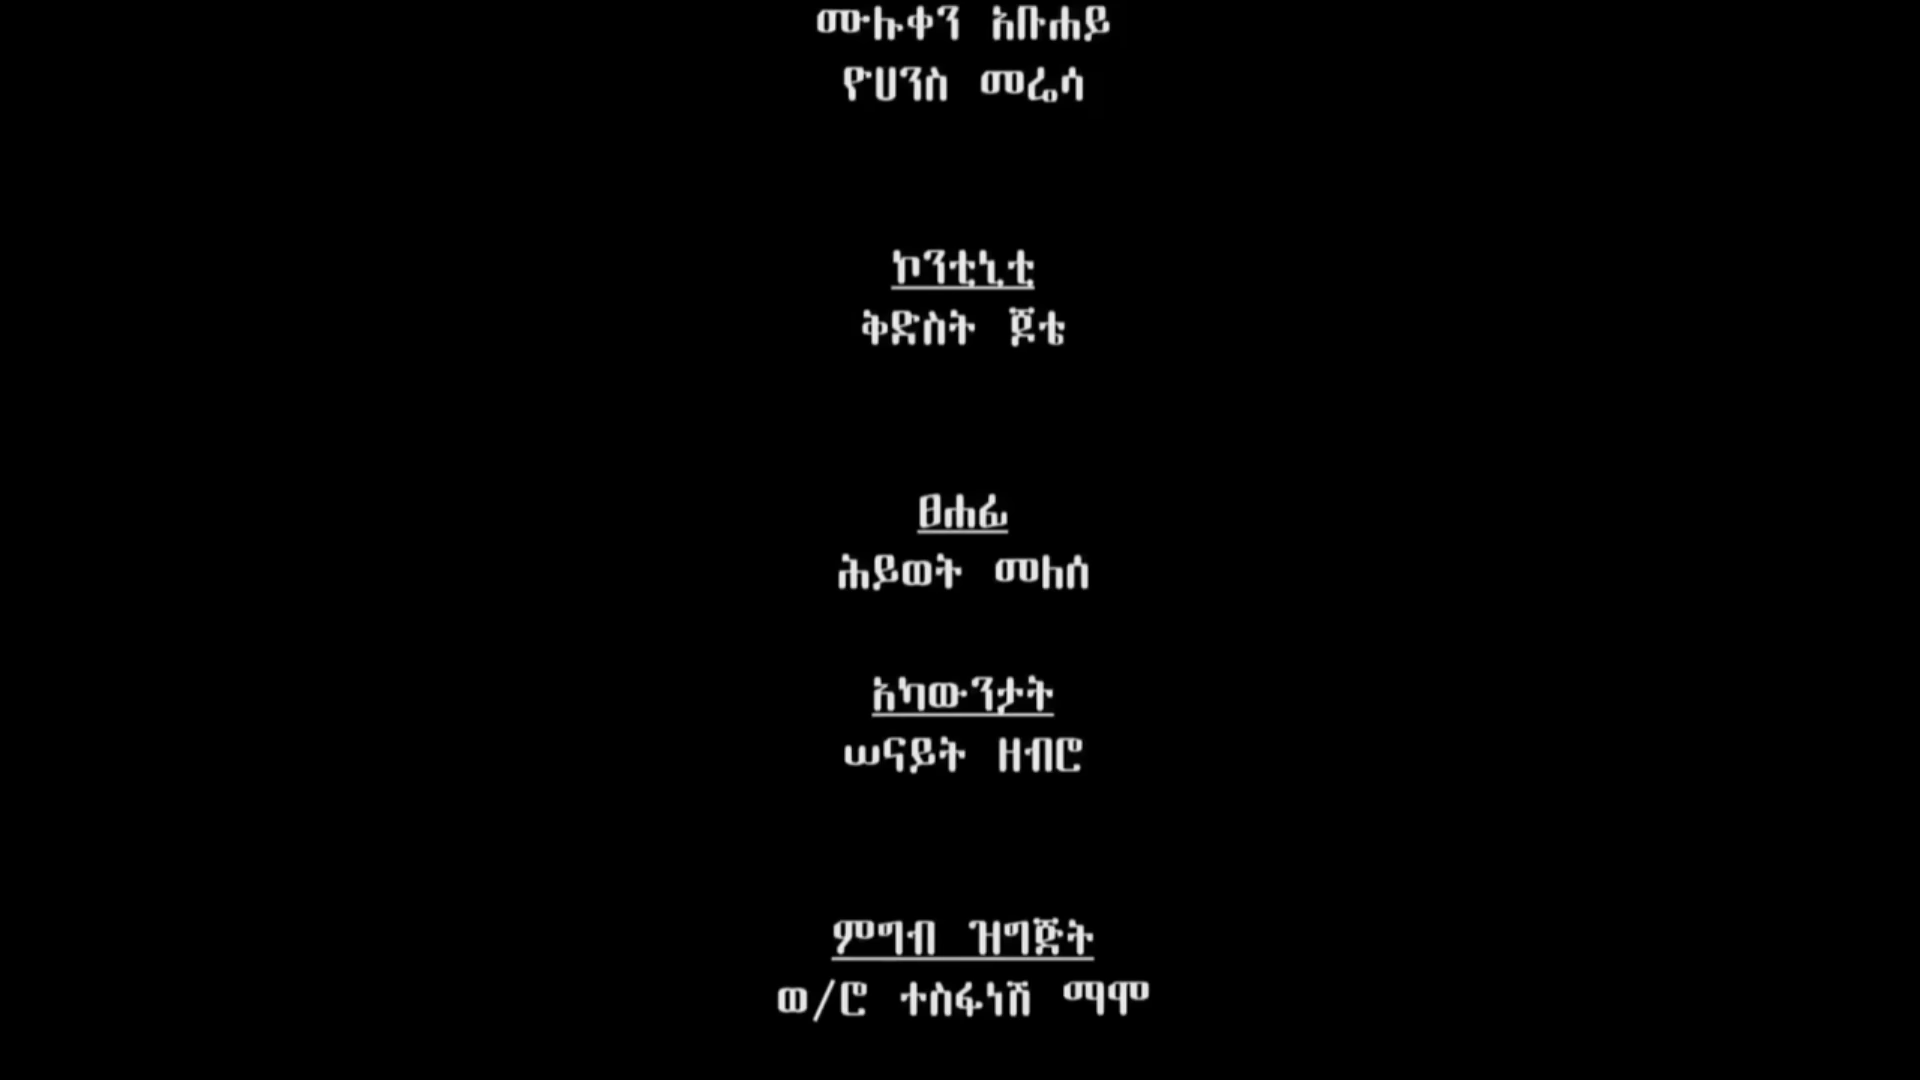 ሙሉቀን አቡሐይ
ዮሀንስ መሬሳ
ኮንቲኒቲ
ቅድስት ጆቴ
ፀሐፊ
ሕይወት መለሰ
አካውንታት
ሠናይት ዘብሮ
ምግብ ዝግጅት
ወ/ሮ ተስፋነሽ ማሞ